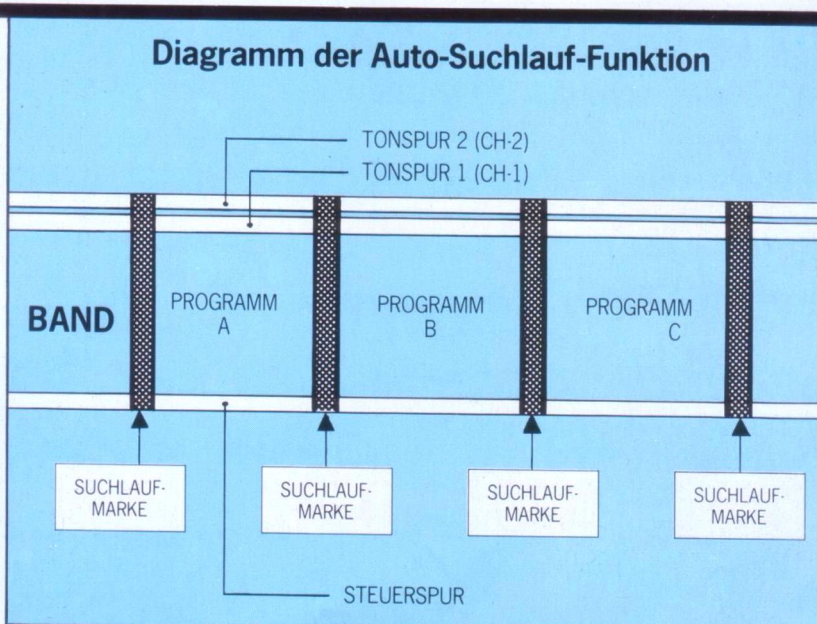 Diagramm der Auto-Suchlauf-Funktion
TONSPUR 2 (CH-2)
TONSPUR 1 (CH-1)
BAND
PROGRAMM
A
PROGRAMM
B
PROGRAMM
C
SUCHLAUF-
MARKE
SUCHLAUF-
MARKE
SUCHLAUF-
MARKE
SUCHLAUF-
MARKE
STEUERSPUR